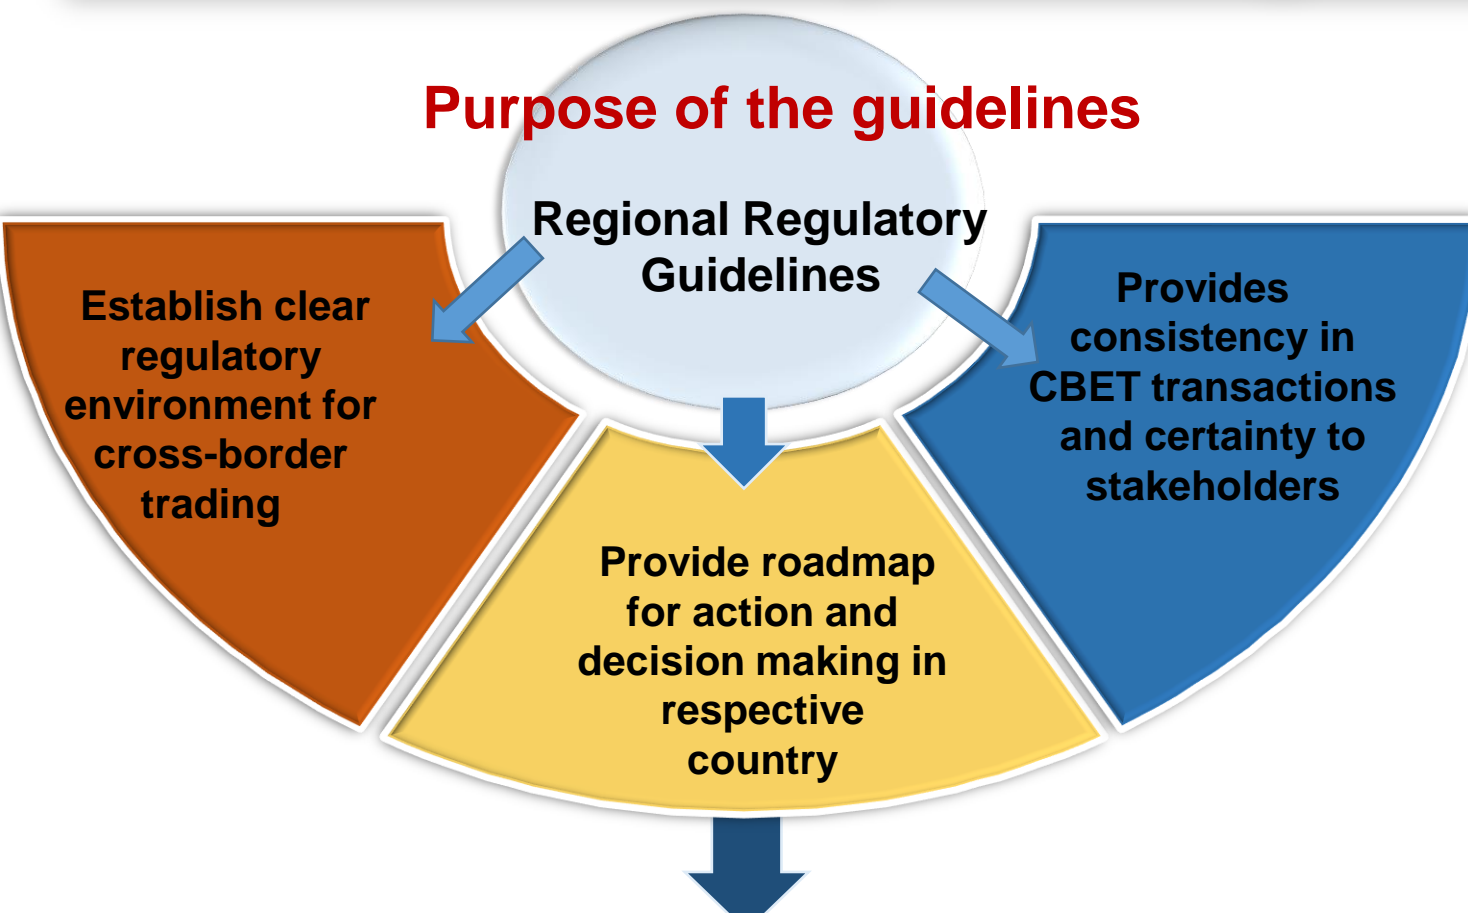 Purpose of the guidelines
Regional Regulatory
Guidelines
Establish clear
regulatory
environment for
cross-border
trading
Provide roadmap
for action and
decision making in
respective
country
Provides
consistency in
CBET transactions
and certainty to
stakeholders